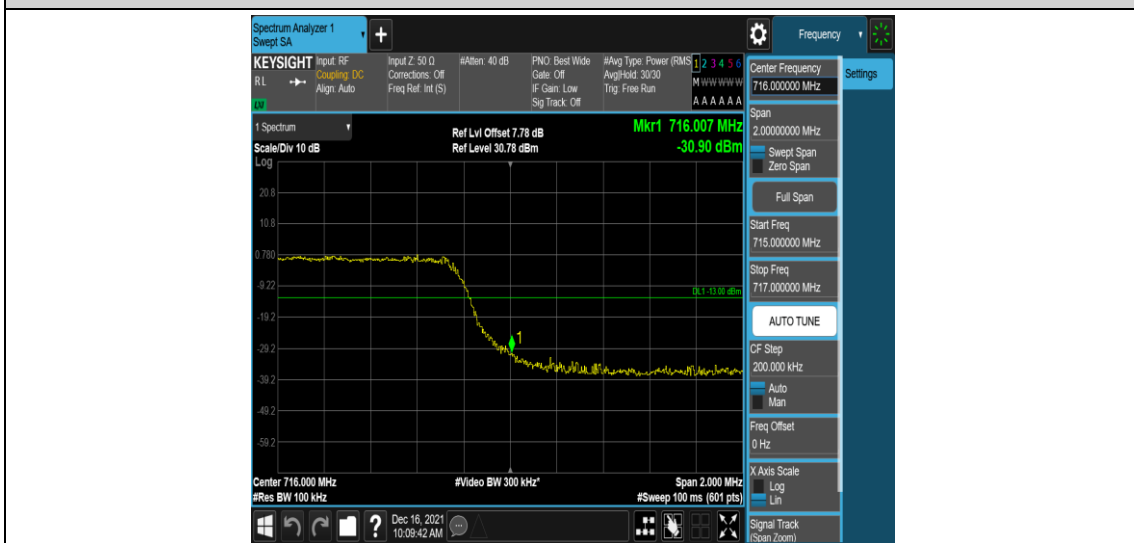 Spectrum Analyzer 1
Swept SA
+
Frequency
KEYSIGHT
RL
LXI
Input: RF
Coupling: DC
Align: Auto
Input Z: 50 Ω
Corrections: Off
Freq Ref: Int (S)
#Atten: 40 dB
PNO: Best Wide
Gate: Off
IF Gain: Low
Sig Track: Off
#Avg Type: Power (RMS
Avg|Hold: 30/30
Trig: Free Run
1 2 3 4 5 6
M W W W W W
A A A A A A
1 Spectrum
Scale/Div 10 dB
Log
Ref Lvl Offset 7.78 dB
Ref Level 30.78 dBm
Mkr1 716.007 MHz
-30.90 dBm
20.8
10.8
0.780
-9.22
-19.2
-29.2
-39.2
-49.2
-59.2
DL1 -13.00 dBm
1
Center 716.000 MHz
#Res BW 100 kHz
#Video BW 300 kHz*
Span 2.000 MHz
#Sweep 100 ms (601 pts)
?
Dec 16, 2021
10:09:42 AM
Center Frequency
716.000000 MHz
Settings
Span
2.00000000 MHz
Swept Span
Zero Span
Full Span
Start Freq
715.000000 MHz
Stop Freq
717.000000 MHz
AUTO TUNE
CF Step
200.000 kHz
Auto
Man
Freq Offset
0 Hz
X Axis Scale
Log
Lin
Signal Track
(Span Zoom)